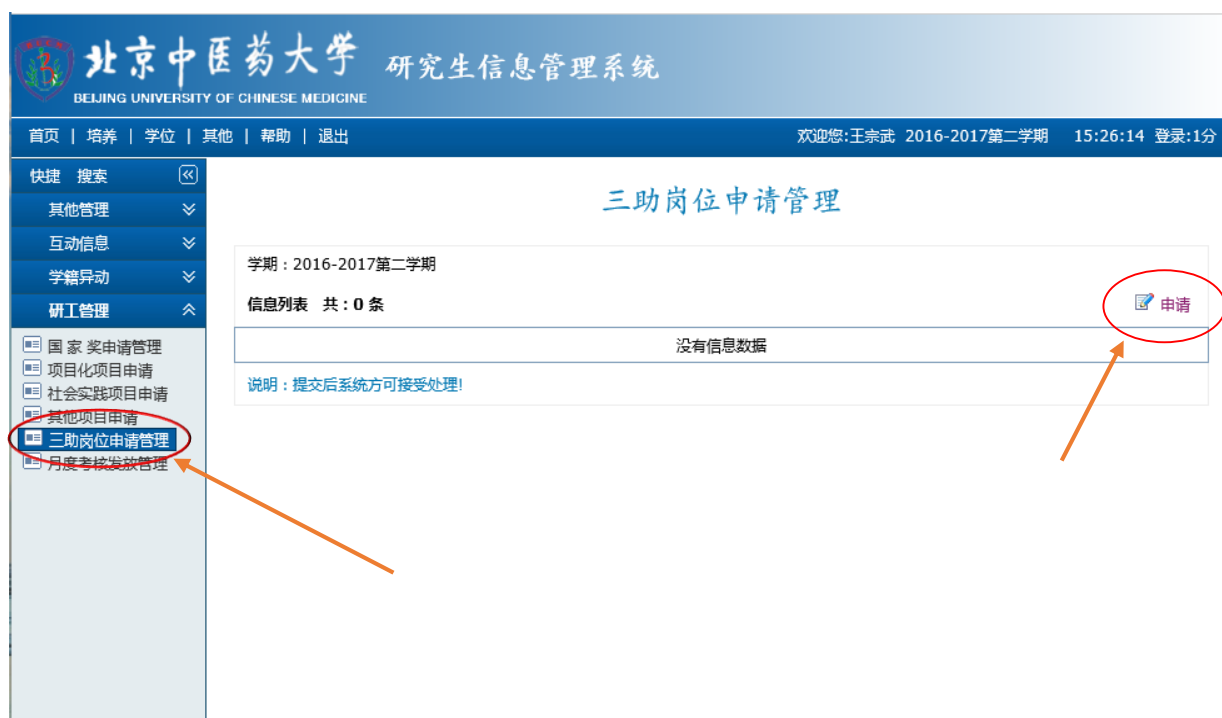 北京中医药大学 研究生信息管理系统
BEIJING UNIVERSITY OF CHINESE MEDICINE
首页 | 培养 | 学位 | 其他 | 帮助 | 退出 欢迎您:王宗武 2016-2017第二学期 15:26:14 登录:1分
快捷 搜索
其他管理
互动信息
学籍异动
研工管理
国 家 奖申请管理
项目化项目申请
社会实践项目申请
其他项目申请
三助岗位申请管理
月度考核发放管理
三助岗位申请管理
学期：2016-2017第二学期
信息列表 共：0 条 申请
没有信息数据
说明：提交后系统方可接受处理!